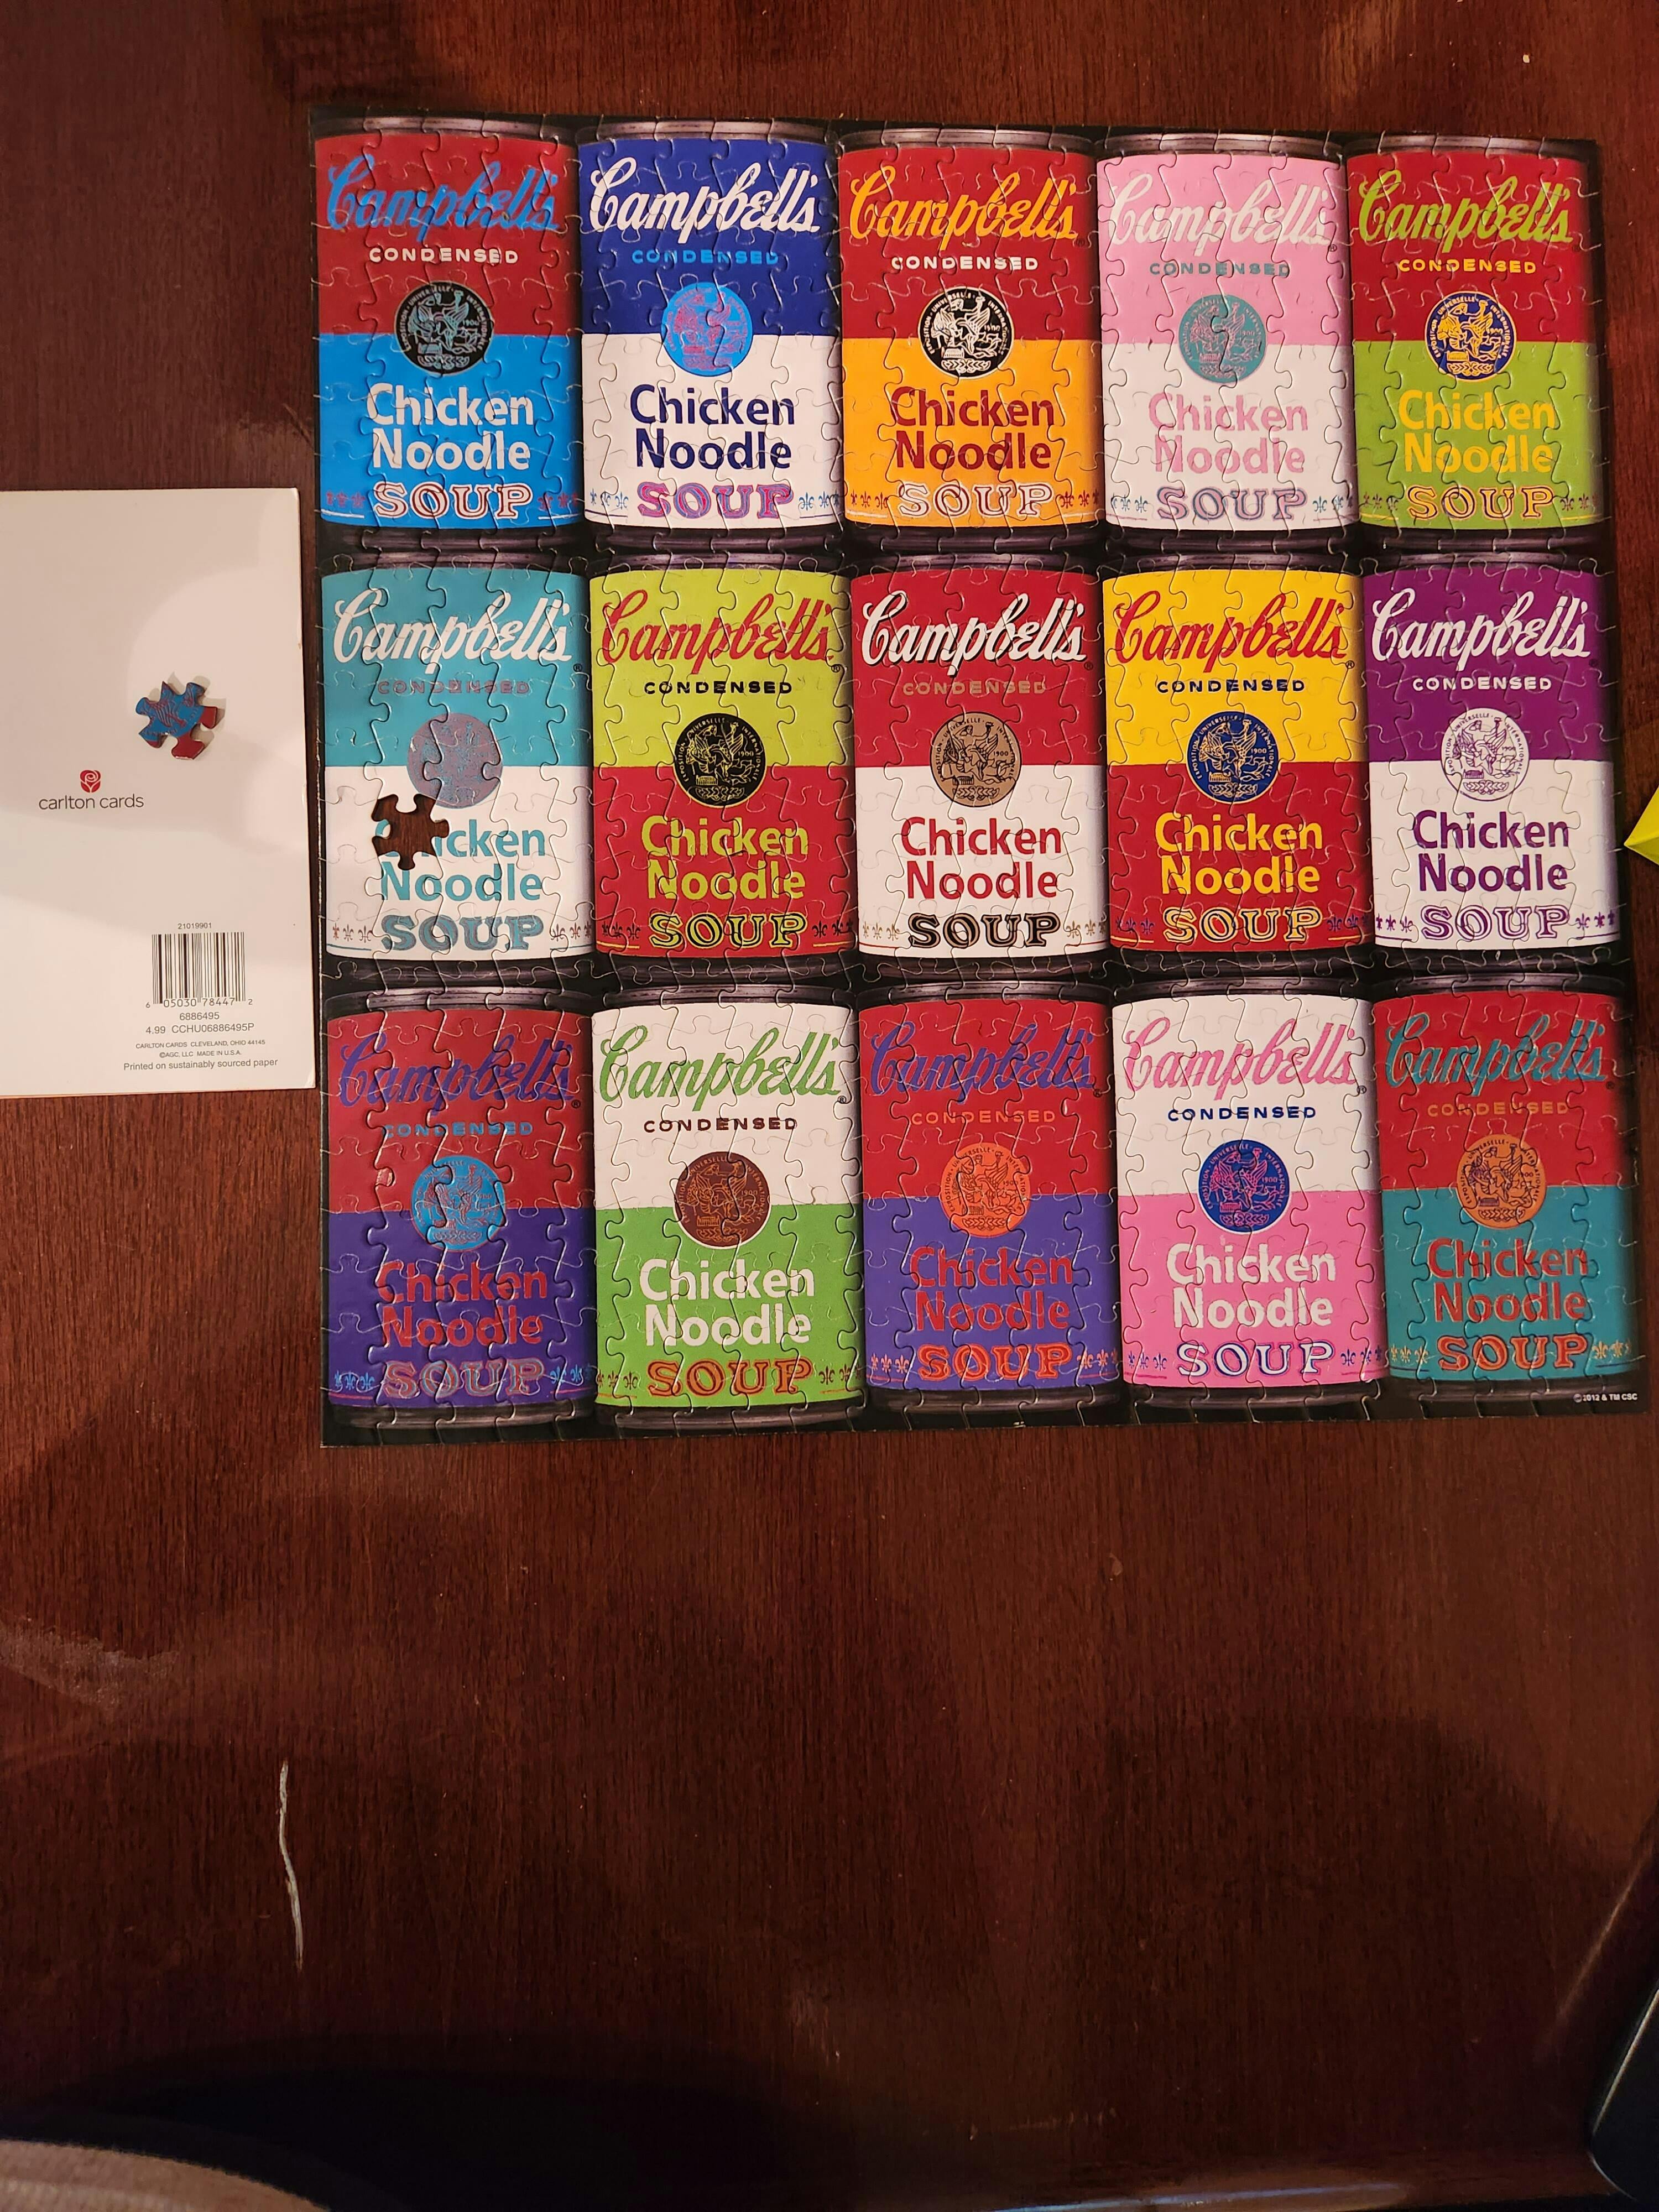 Campbell's Campbell's Campbell's Campbell's Campbell's
CONDENSED CONDENSED CONDENSED CONDENSED CONDENSED
Chicken Chicken Chicken Chicken Chicken
Noodle Noodle Noodle Noodle Noodle
SOUP SOUP SOUP SOUP SOUP
Campbell's® Campbell's® Campbell's® Campbell's® Campbell's
CONDENSED CONDENSED CONDENSED CONDENSED CONDENSED
icken Chicken Chicken Chicken Chicken
Noodle Noodle Noodle Noodle Noodle
SOUP SOUP SOUP SOUP SOUP
Campbell's® Campbell's® Campbell's® Campbell's® Campbell's®
CONDENSED CONDENSED CONDENSED CONDENSED CONDENSED
Chicken Chicken Chicken Chicken Chicken
Noodle Noodle Noodle Noodle Noodle
SOUP SOUP SOUP SOUP SOUP
©2012 & TM CSC
carlton cards
21019901
6 05030 78447 2
6886495
4.99 CCHU06886495P
CARLTON CARDS CLEVELAND, OHIO 44145
©AGC, LLC MADE IN U.S.A.
Printed on sustainably sourced paper